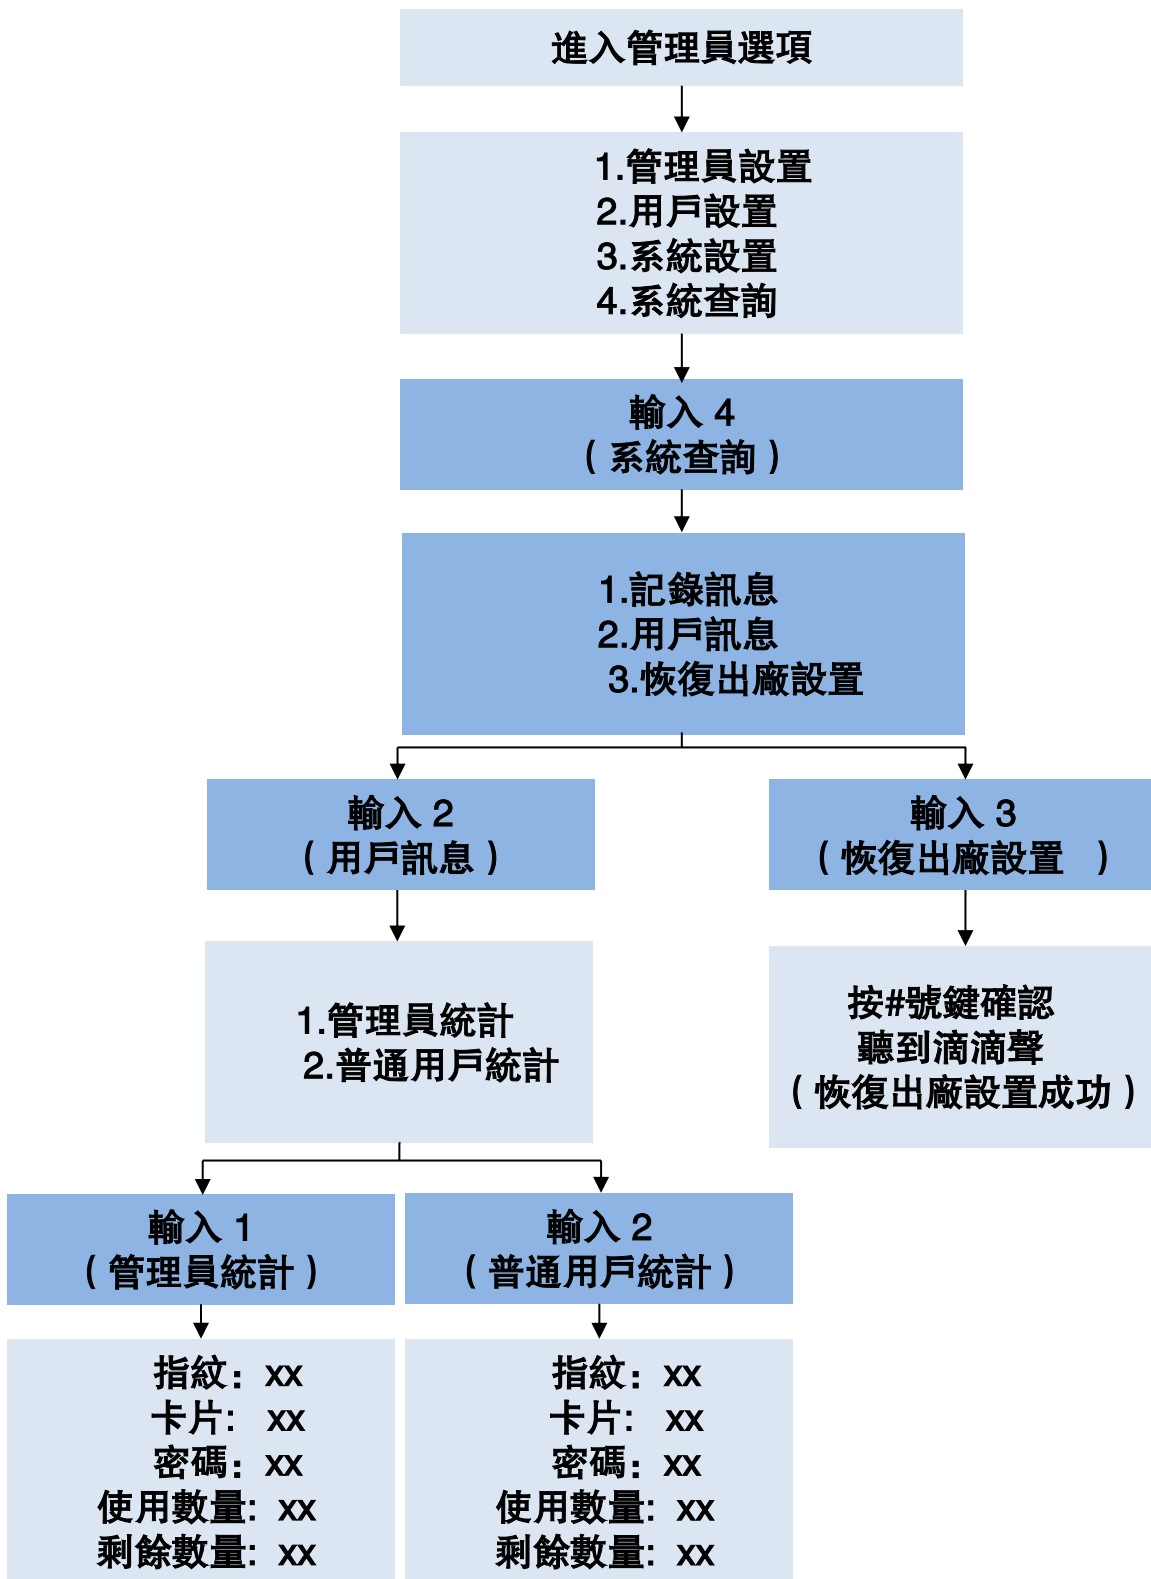 進入管理員選項
1.管理員設置
2.用戶設置
3.系統設置
4.系統查詢
輸入 4
（系統查詢）
1.記錄訊息
2.用戶訊息
3.恢復出廠設置
輸入 2
（用戶訊息）
輸入 3
（恢復出廠設置 ）
1.管理員統計
2.普通用戶統計
按#號鍵確認
聽到滴滴聲
（恢復出廠設置成功）
輸入 1
（管理員統計）
輸入 2
（普通用戶統計）
指紋：xx
卡片: xx
密碼：xx
使用數量: xx
剩餘數量: xx
指紋：xx
卡片: xx
密碼：xx
使用數量: xx
剩餘數量: xx